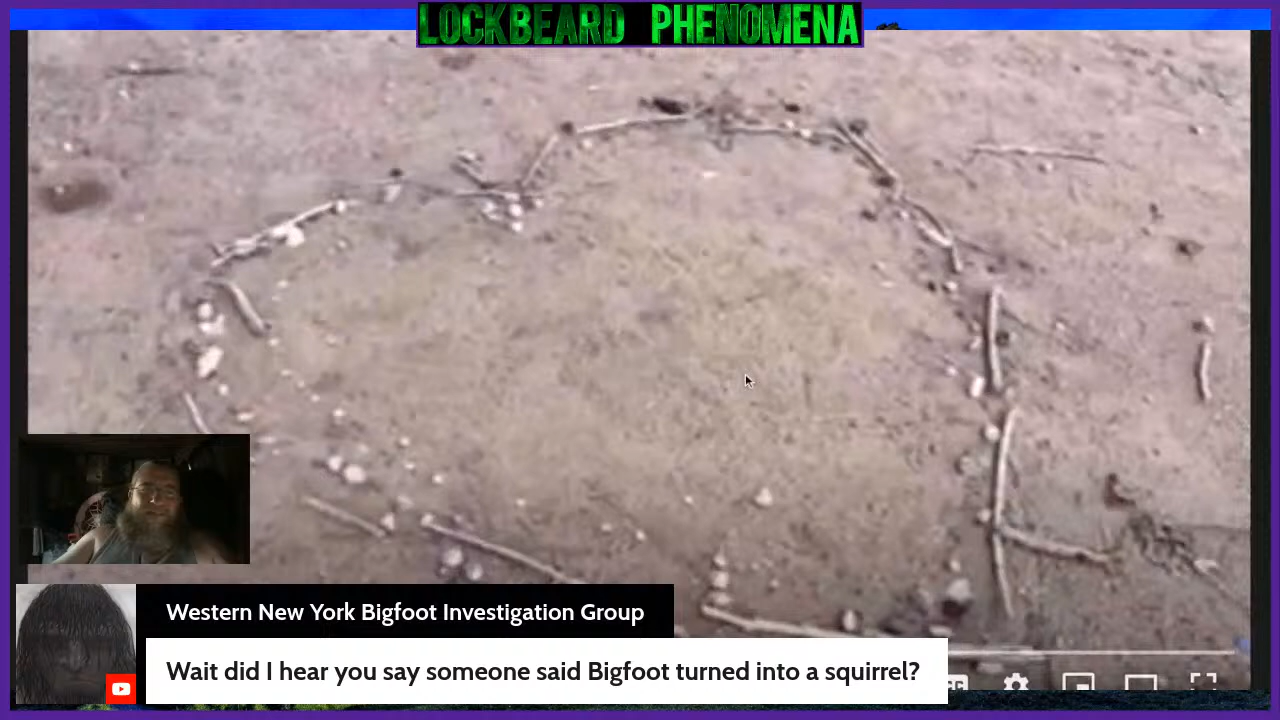 LOCKBEARD PHENOMENA
Western New York Bigfoot Investigation Group
Wait did I hear you say someone said Bigfoot turned into a squirrel?